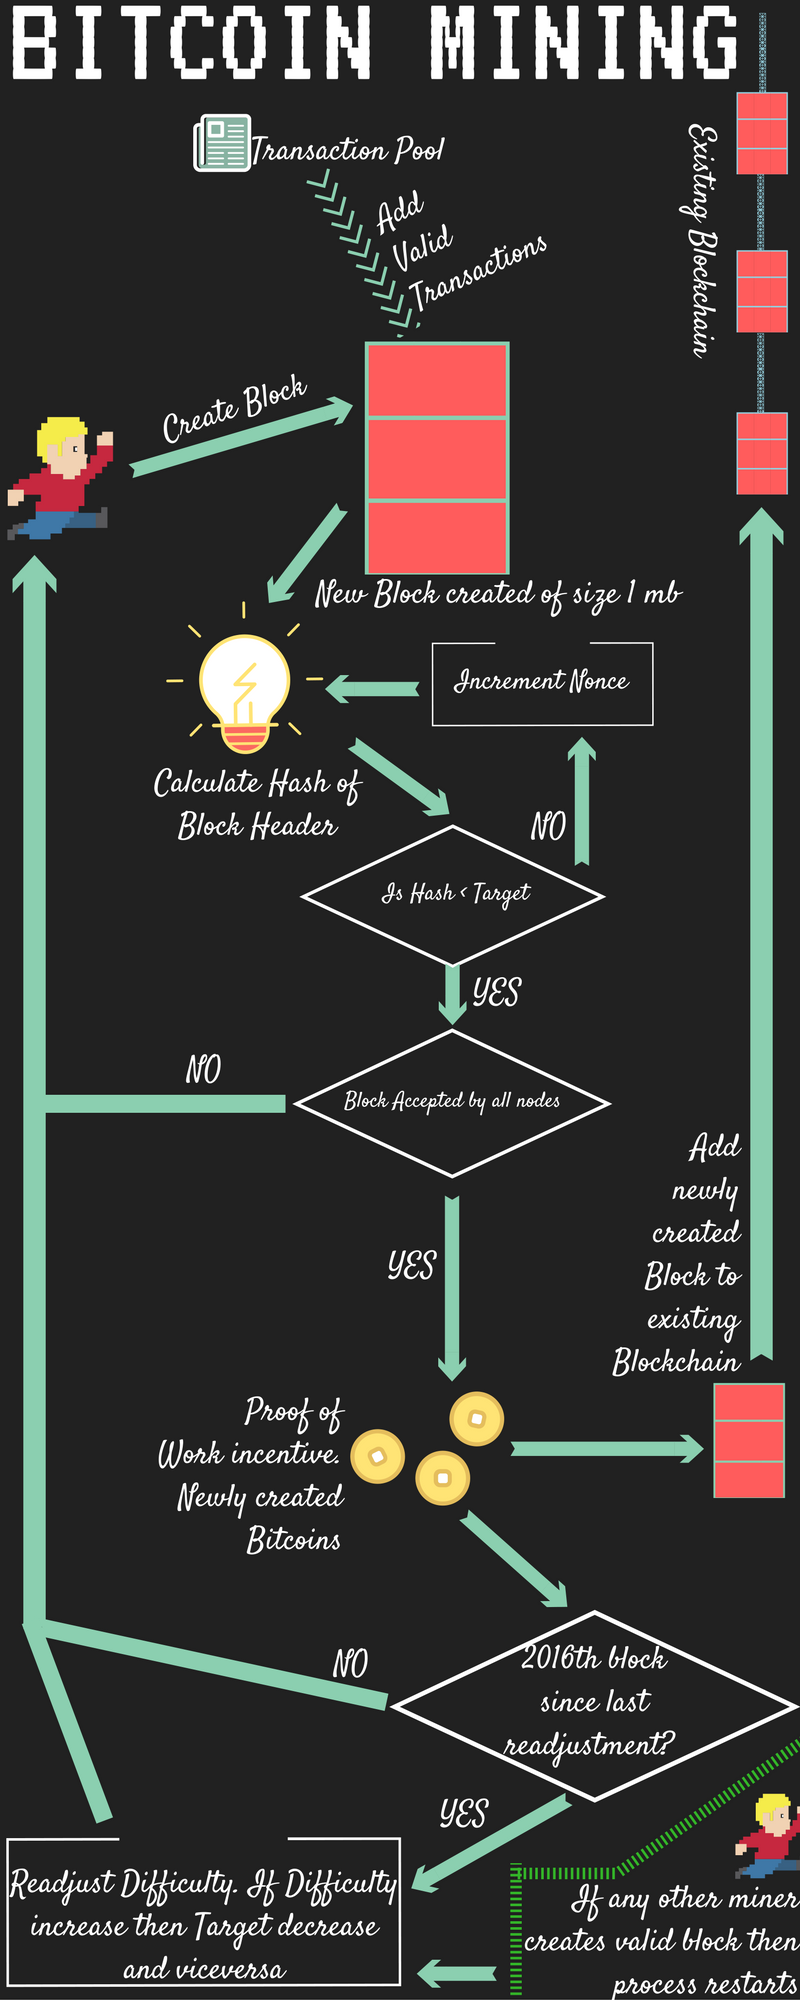 BITCOIN MINING
Transaction Pool
Add
Valid
Transactions
Existing Blockchain
Create Block
New Block created of size 1 mb
Increment Nonce
Calculate Hash of
Block Header
NO
Is Hash < Target
YES
NO
Block Accepted by all nodes
Add
newly
created
Block to
existing
Blockchain
YES
Proof of
Work incentive.
Newly created
Bitcoins
2016th block
since last
readjustment?
NO
YES
Readjust Difficulty. If Difficulty
increase then Target decrease
and viceversa
If any other miner
creates valid block then
process restarts